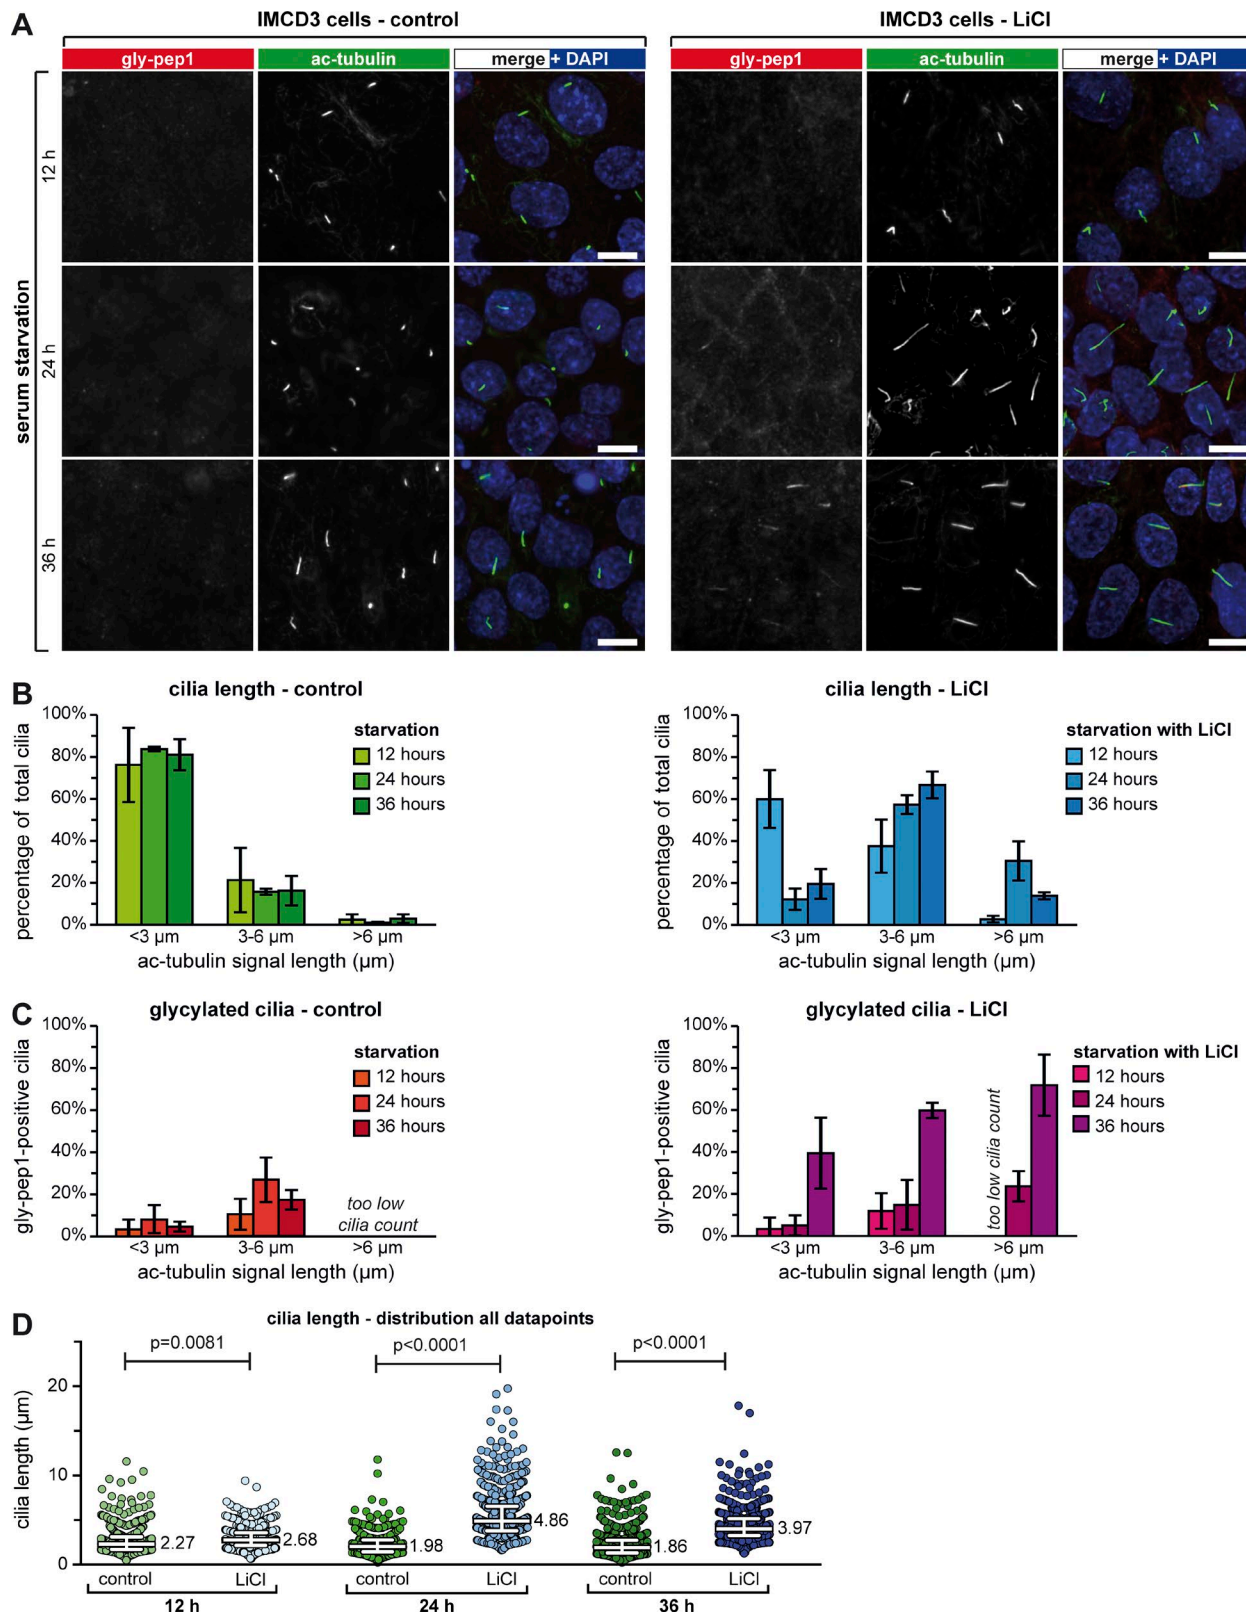 A
IMCD3 cells - control
IMCD3 cells - LiCl
gly-pep1
ac-tubulin
merge + DAPI
gly-pep1
ac-tubulin
merge + DAPI
serum starvation
12 h
24 h
36 h
B
cilia length - control
percentage of total cilia
100%
80%
60%
40%
20%
0%
starvation
12 hours
24 hours
36 hours
<3 µm
3-6 µm
>6 µm
ac-tubulin signal length (µm)
cilia length - LiCl
percentage of total cilia
100%
80%
60%
40%
20%
0%
starvation with LiCl
12 hours
24 hours
36 hours
<3 µm
3-6 µm
>6 µm
ac-tubulin signal length (µm)
C
glycylated cilia - control
gly-pep1-positive cilia
100%
80%
60%
40%
20%
0%
starvation
12 hours
24 hours
36 hours
too low
cilia count
<3 µm
3-6 µm
>6 µm
ac-tubulin signal length (µm)
glycylated cilia - LiCl
gly-pep1-positive cilia
100%
80%
60%
40%
20%
0%
starvation with LiCl
12 hours
24 hours
36 hours
too low cilia count
<3 µm
3-6 µm
>6 µm
ac-tubulin signal length (µm)
D
cilia length - distribution all datapoints
p=0.0081
p<0.0001
p<0.0001
cilia length (µm)
20
10
0
2.27
2.68
1.98
4.86
1.86
3.97
control
LiCl
control
LiCl
control
LiCl
12 h
24 h
36 h